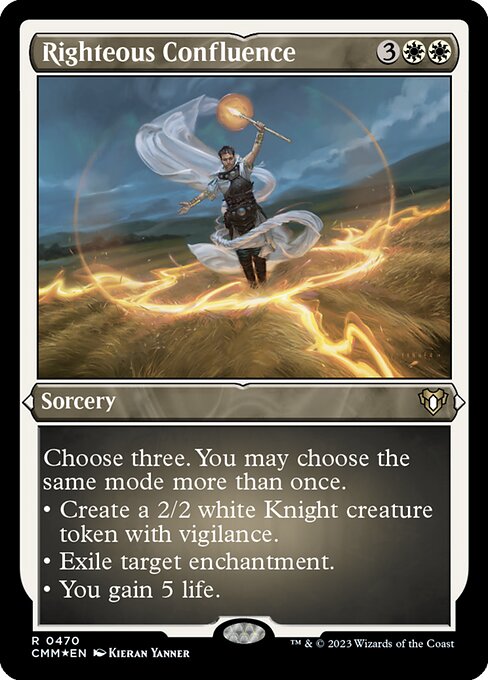 Righteous Confluence 3
Sorcery
Choose three. You may choose the
same mode more than once.
• Create a 2/2 white Knight creature
token with vigilance.
• Exile target enchantment.
• You gain 5 life.
R 0470
CMM★EN Kieran Yanner
™ & © 2023 Wizards of the Coast